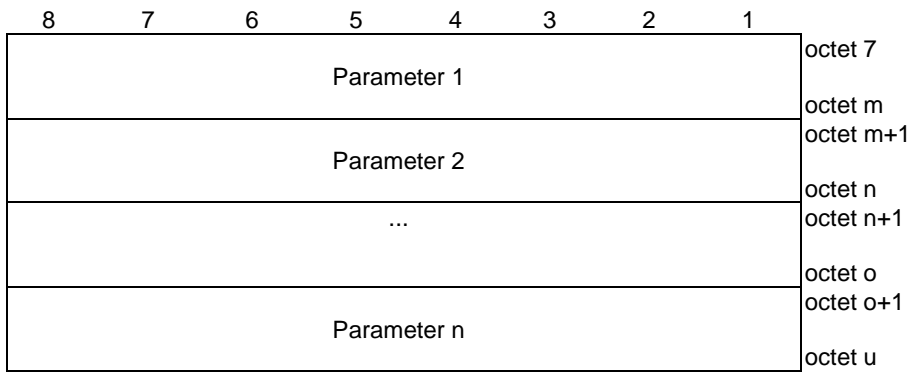 8 7 6 5 4 3 2 1
octet 7
Parameter 1
octet m
octet m+1
Parameter 2
octet n
... octet n+1
octet o
octet o+1
Parameter n
octet u